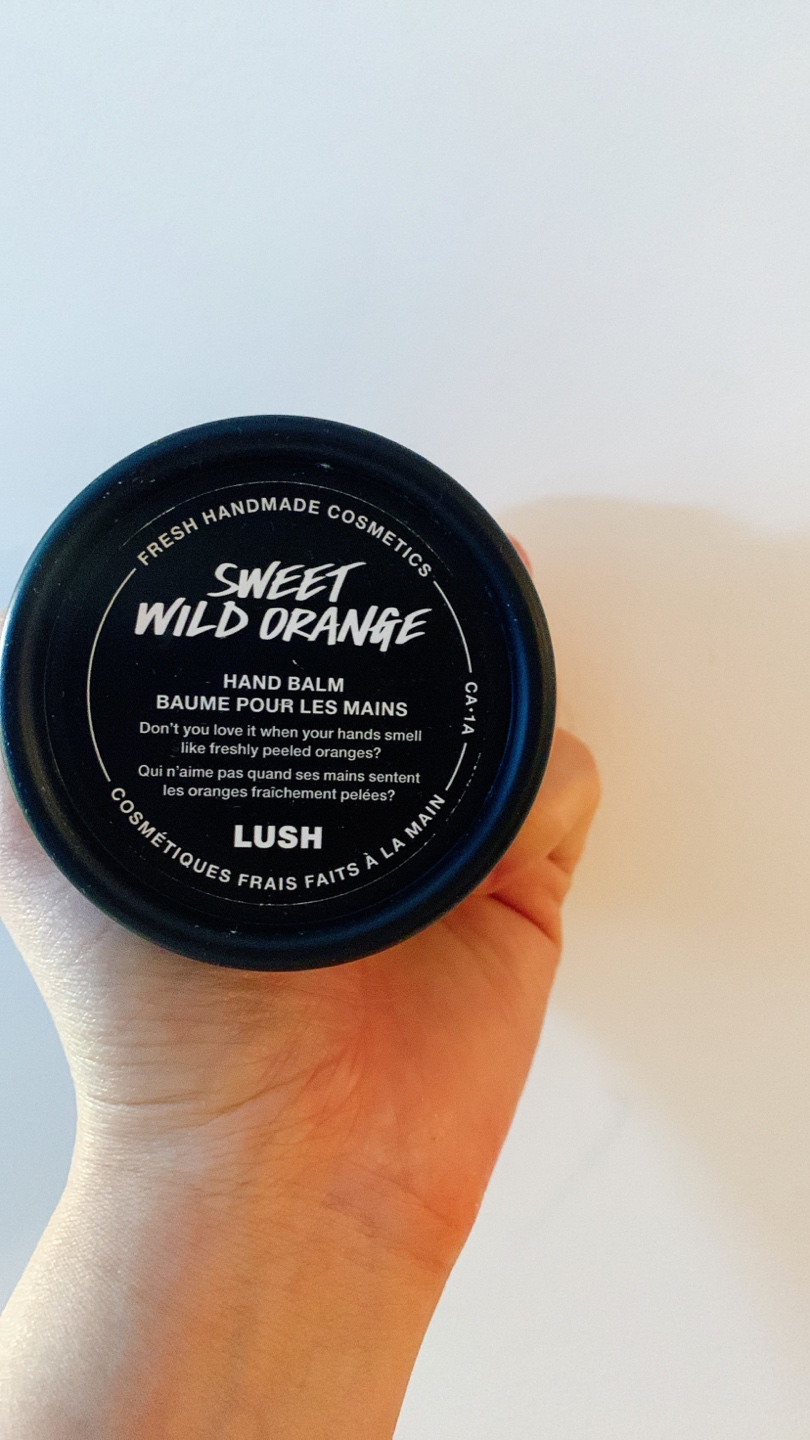 FRESH HANDMADE COSMETICS
SWEET
WILD ORANGE
HAND BALM
BAUME POUR LES MAINS
CA•1A
Don't you love it when your hands smell
like freshly peeled oranges?
Qui n'aime pas quand ses mains sentent
les oranges fraîchement pelées?
LUSH
COSMÉTIQUES FRAIS FAITS À LA MAIN